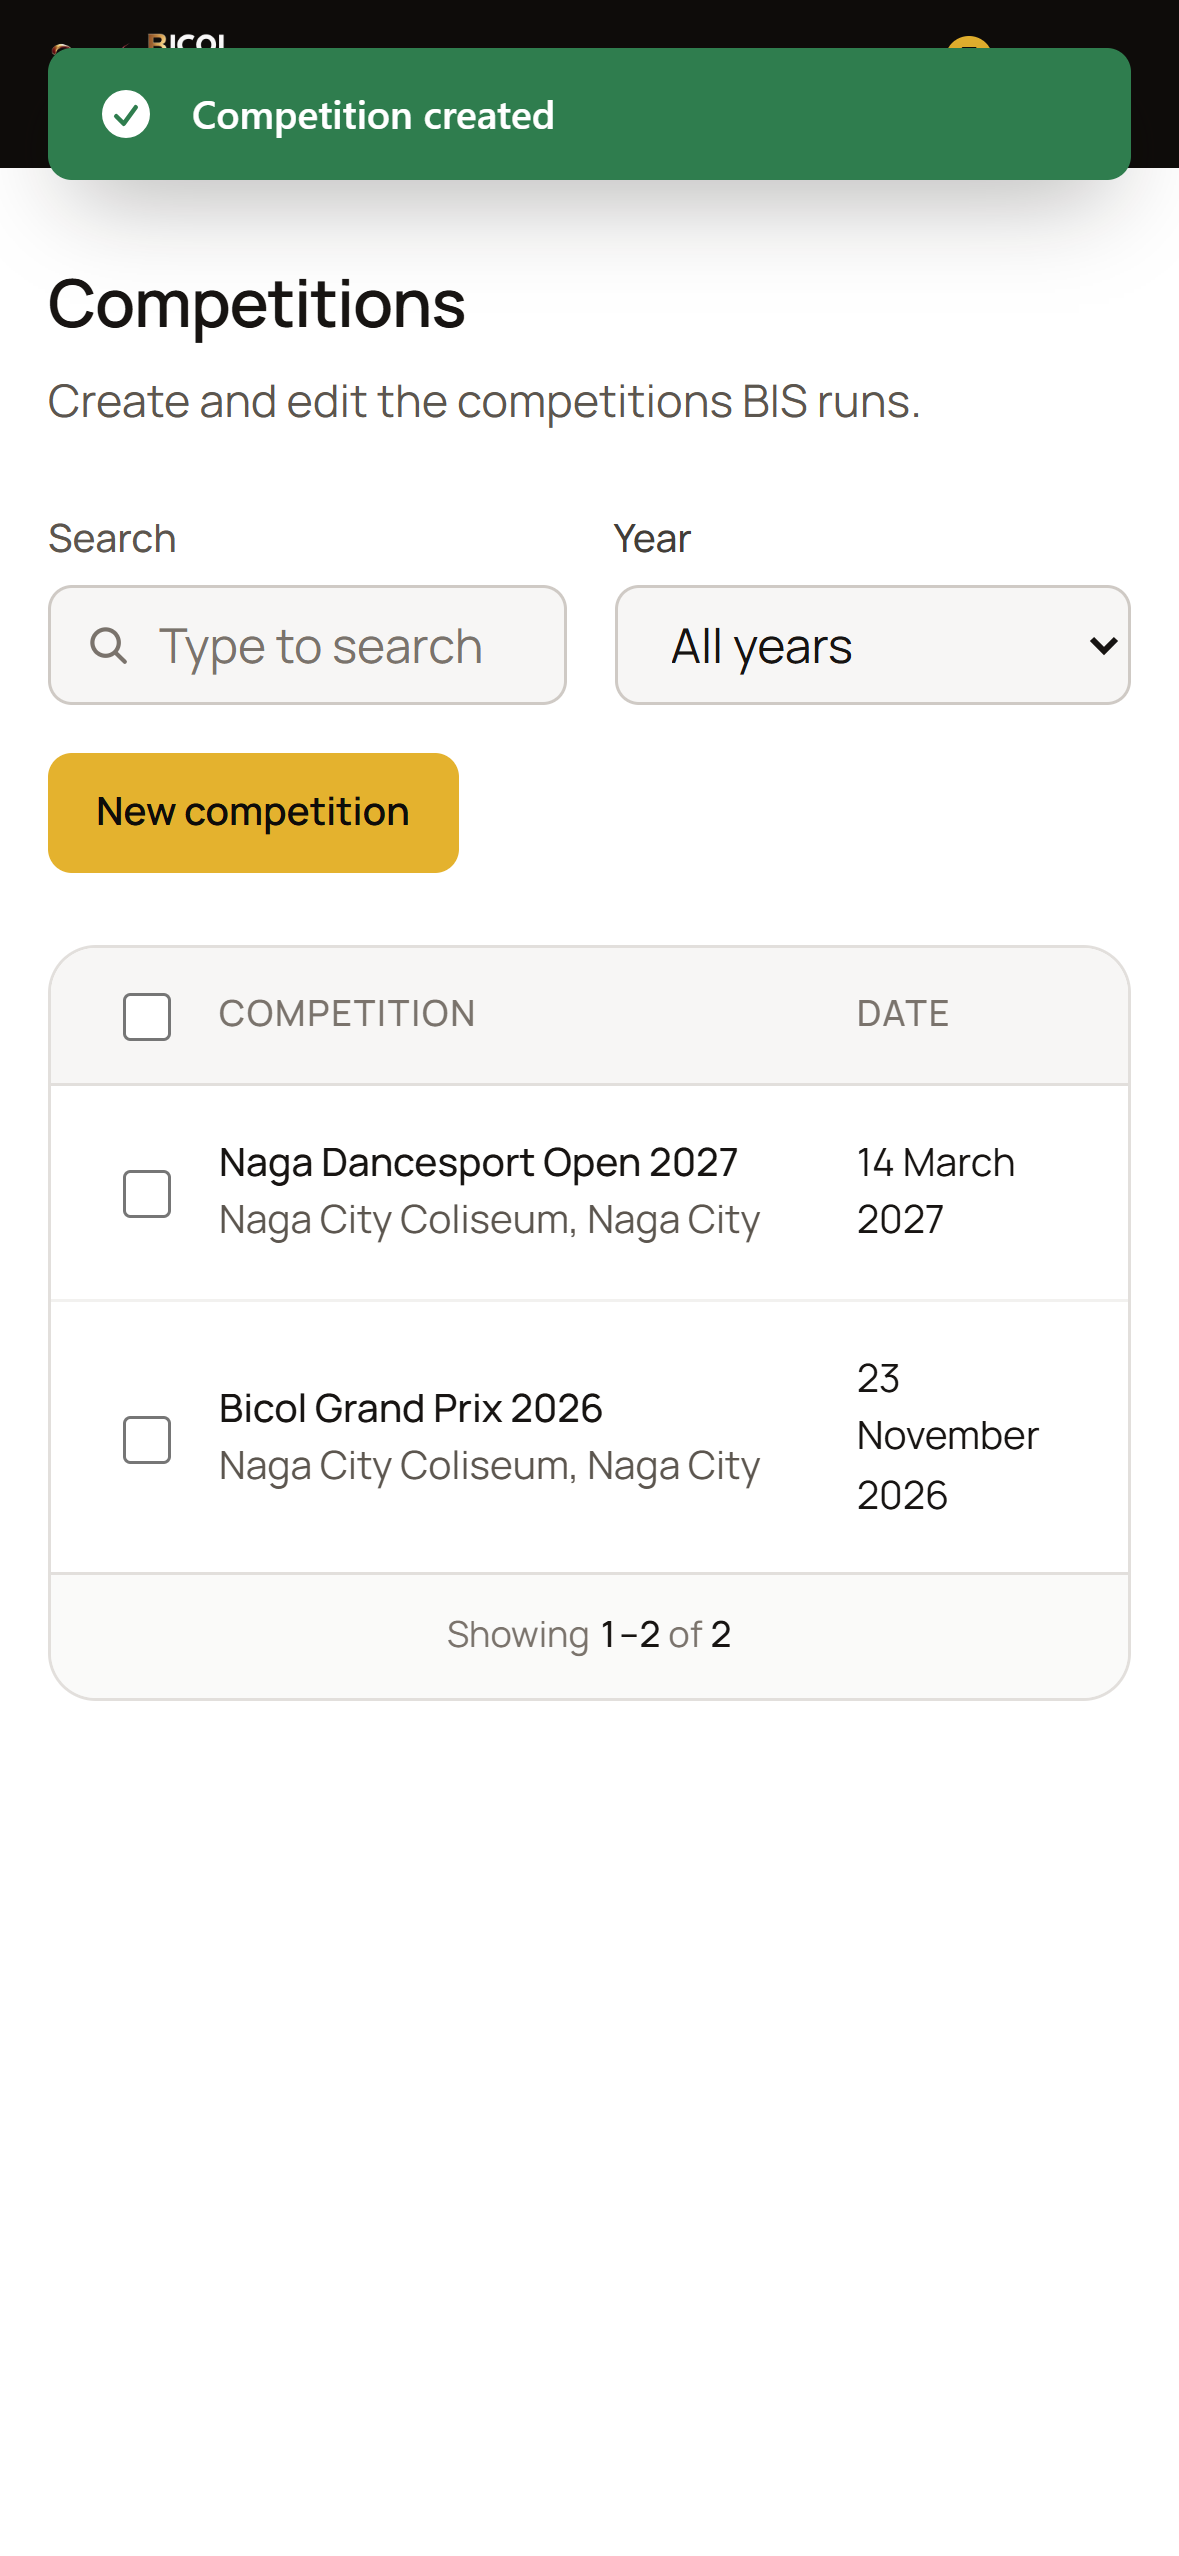 Competition created
Competitions
Create and edit the competitions BIS runs.
Search
Year
Type to search
All years
New competition
COMPETITION
DATE
Naga Dancesport Open 2027
Naga City Coliseum, Naga City
14 March
2027
Bicol Grand Prix 2026
Naga City Coliseum, Naga City
23
November
2026
Showing 1–2 of 2